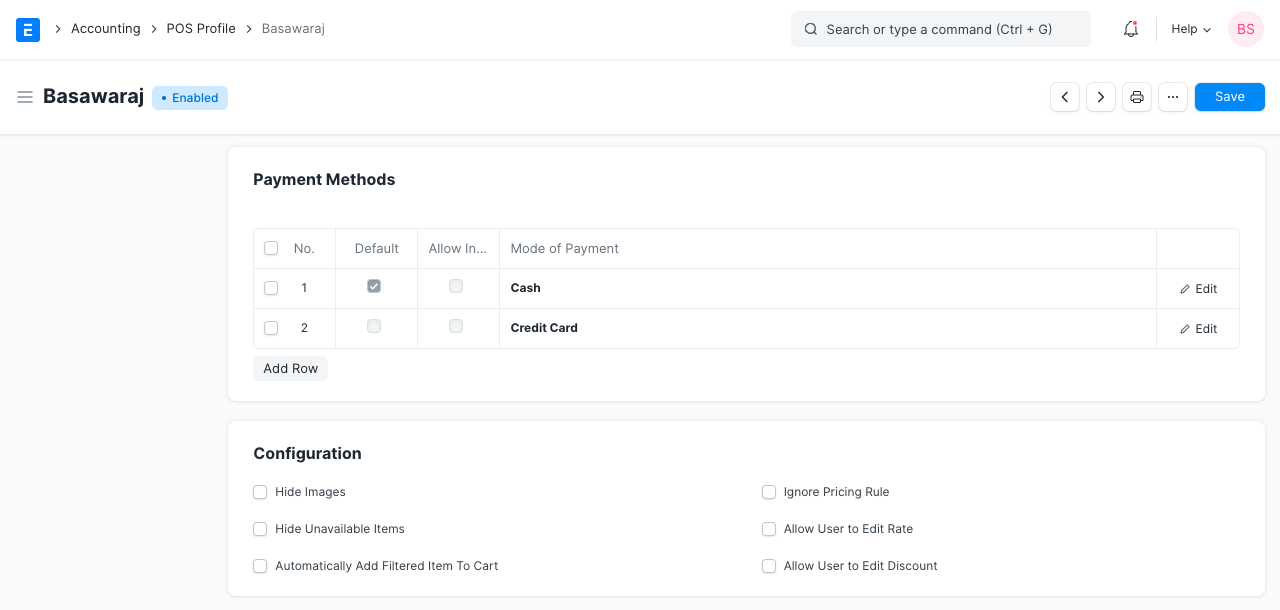 E Accounting POS Profile Basawaraj Search or type a command (Ctrl + G) Help BS
Basawaraj Enabled ... Save
Payment Methods
No. Default Allow In... Mode of Payment
1 Cash Edit
2 Credit Card Edit
Add Row
Configuration
Hide Images Ignore Pricing Rule
Hide Unavailable Items Allow User to Edit Rate
Automatically Add Filtered Item To Cart Allow User to Edit Discount